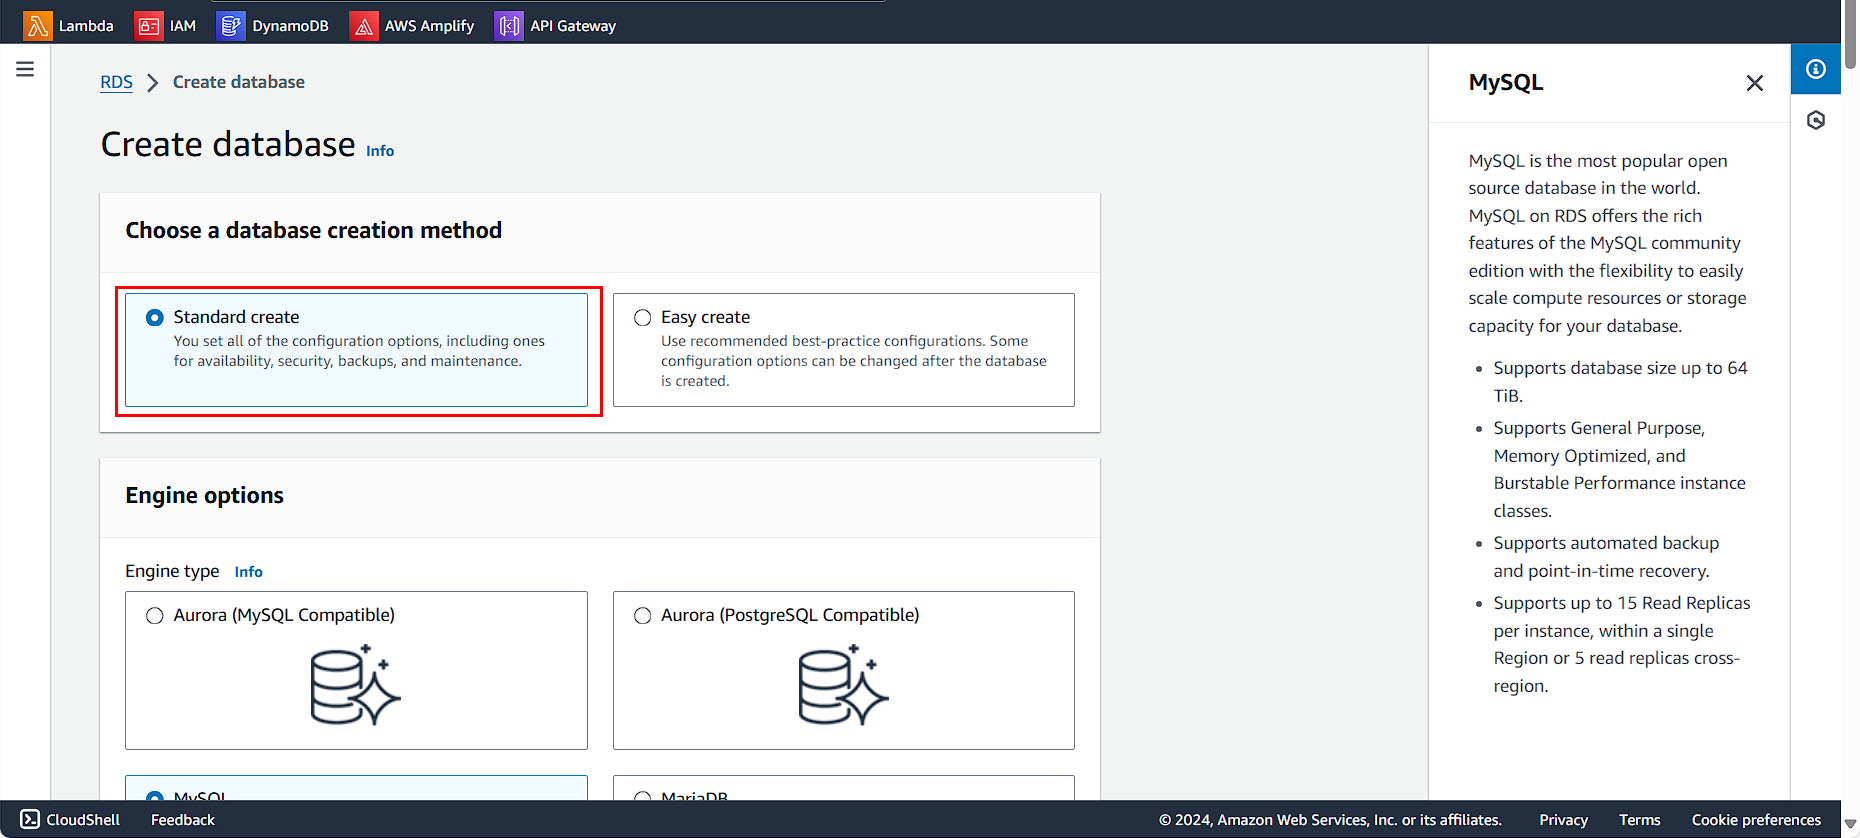 Lambda IAM DynamoDB AWS Amplify API Gateway
RDS Create database
Create database Info
Choose a database creation method
Standard create
You set all of the configuration options, including ones
for availability, security, backups, and maintenance.
Easy create
Use recommended best-practice configurations. Some
configuration options can be changed after the database
is created.
Engine options
Engine type Info
Aurora (MySQL Compatible)
Aurora (PostgreSQL Compatible)
MySQL
MariaDB
MySQL
MySQL is the most popular open
source database in the world.
MySQL on RDS offers the rich
features of the MySQL community
edition with the flexibility to easily
scale compute resources or storage
capacity for your database.
• Supports database size up to 64
TiB.
• Supports General Purpose,
Memory Optimized, and
Burstable Performance instance
classes.
• Supports automated backup
and point-in-time recovery.
• Supports up to 15 Read Replicas
per instance, within a single
Region or 5 read replicas cross-
region.
CloudShell Feedback © 2024, Amazon Web Services, Inc. or its affiliates. Privacy Terms Cookie preferences